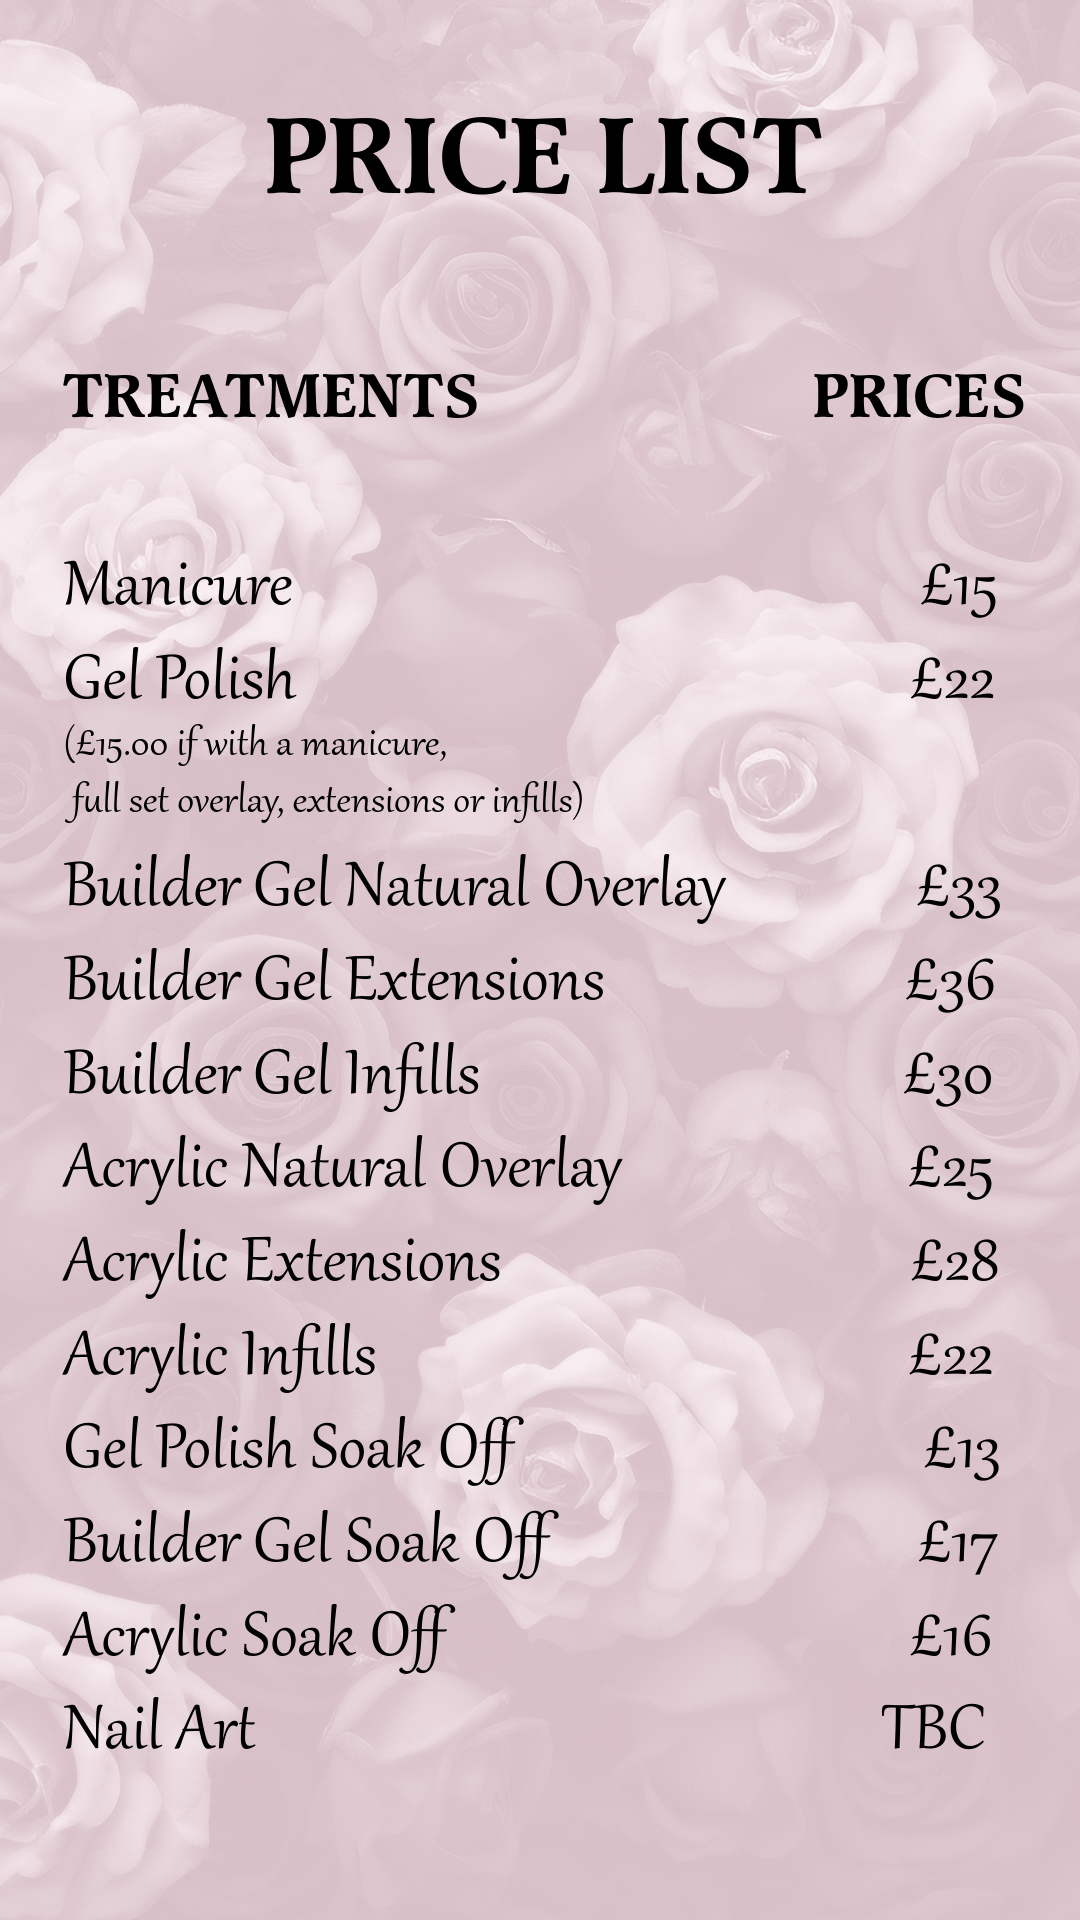 PRICE LIST
TREATMENTS PRICES
Manicure £15
Gel Polish £22
(£15.00 if with a manicure,
full set overlay, extensions or infills)
Builder Gel Natural Overlay £33
Builder Gel Extensions £36
Builder Gel Infills £30
Acrylic Natural Overlay £25
Acrylic Extensions £28
Acrylic Infills £22
Gel Polish Soak Off £13
Builder Gel Soak Off £17
Acrylic Soak Off £16
Nail Art TBC